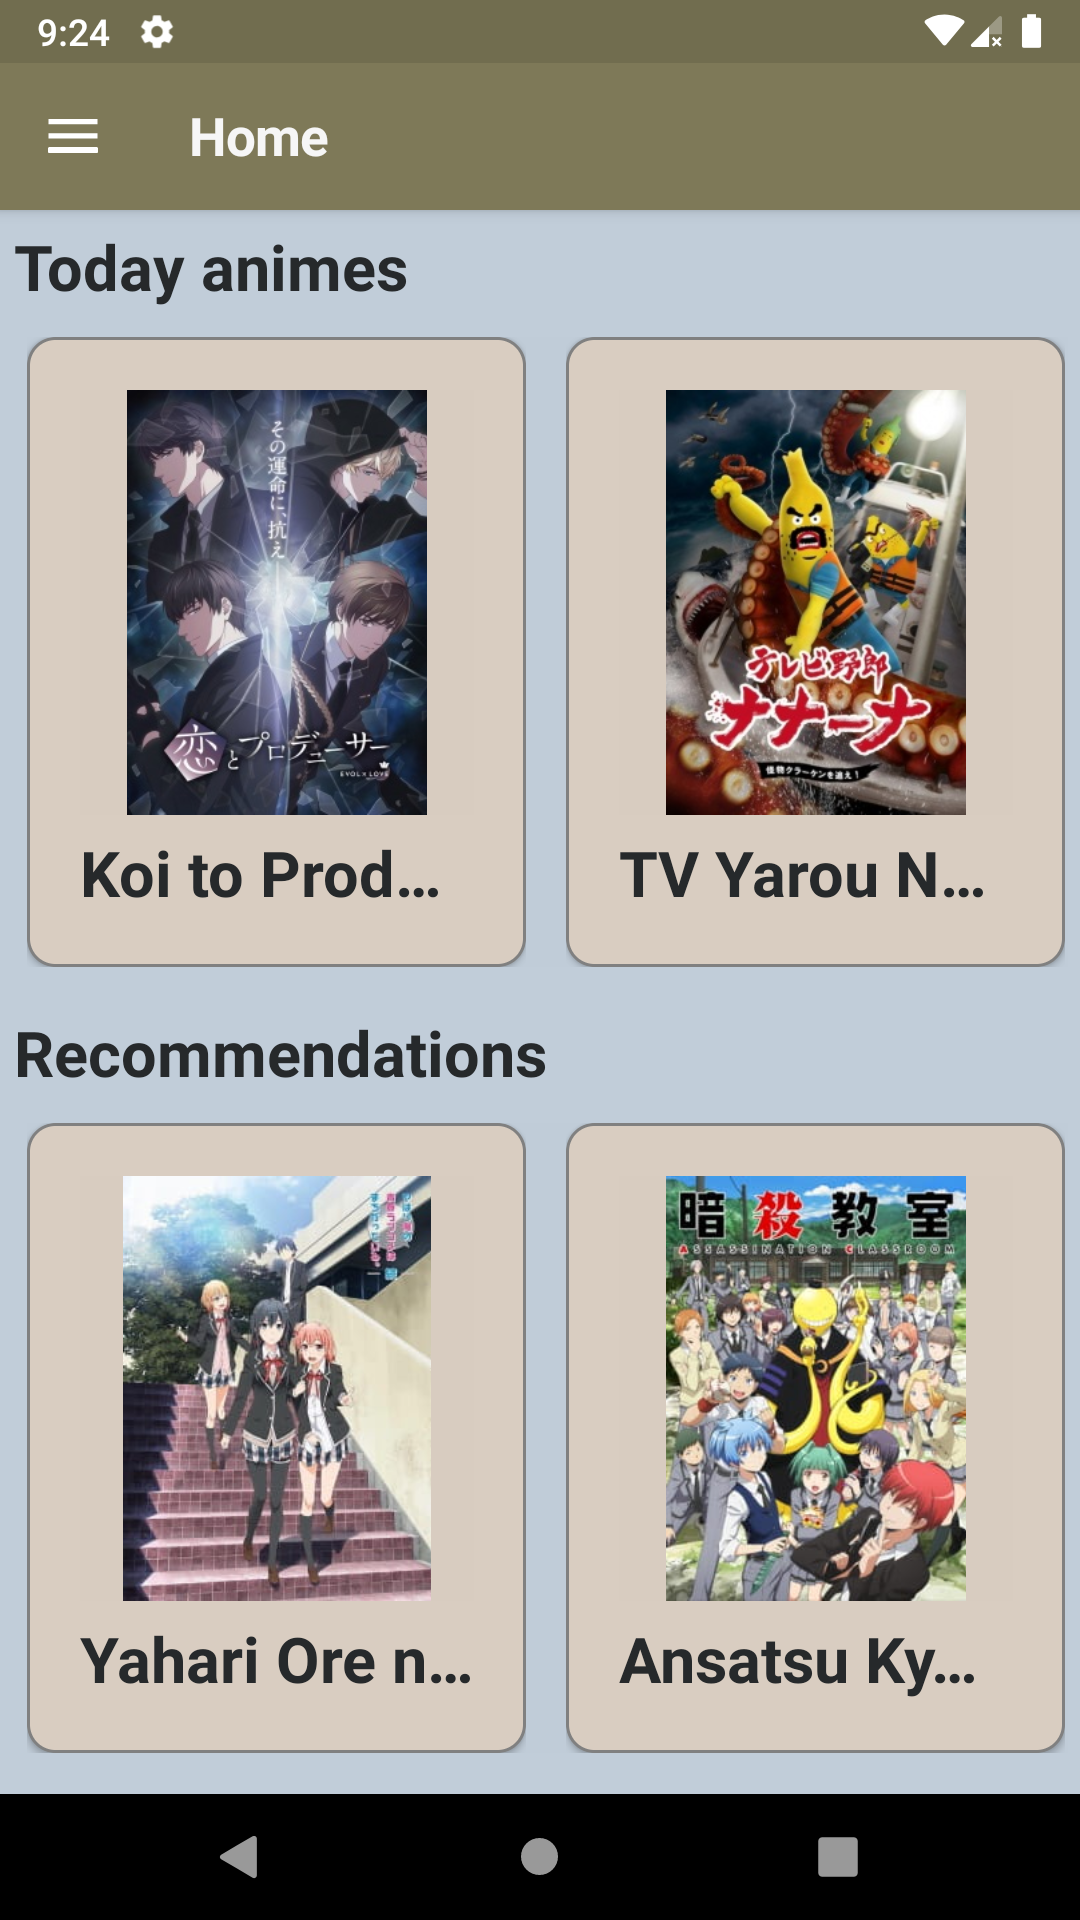 9:24
Home
Today animes
その運命に、抗え
恋とプロデューサー
EVOL×LOVE
Koi to Prod...
テレビ野郎
ナナーナ
怪物クラーケンを追え!
TV Yarou N...
Recommendations
Yahari Ore n...
暗殺教室
ASSASSINATION CLASSROOM
Ansatsu Ky...